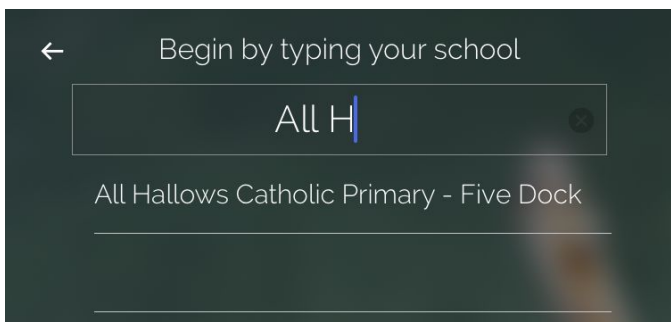 Begin by typing your school
All H
All Hallows Catholic Primary - Five Dock